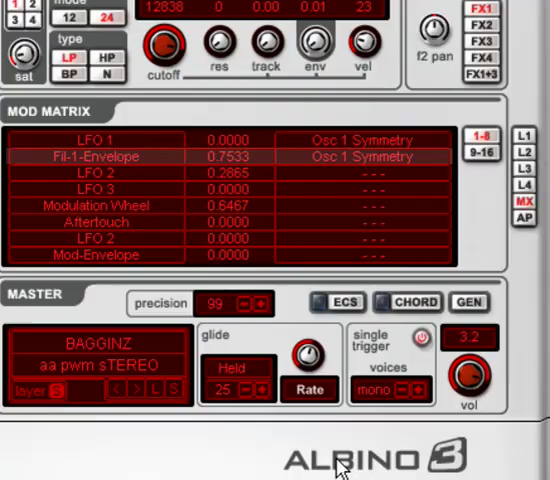 1 2 mode 12838 0 0.00 0.01 23 FX1
3 4 12 24 FX2
type FX3
LP HP FX4
sat BP N cutoff res track env vel f2 pan FX1+3
MOD MATRIX
LFO 1 0.0000 Osc 1 Symmetry 1-8 L1
Fil-1-Envelope 0.7533 Osc 1 Symmetry 9-16 L2
LFO 2 0.2865 - - - L3
LFO 3 0.0000 - - - L4
Modulation Wheel 0.6467 - - - MX
Aftertouch 0.0000 - - - AP
LFO 2 0.0000 - - -
Mod-Envelope 0.0000 - - -
MASTER precision 99 - + ECS CHORD GEN
BAGGINZ glide single trigger 3.2
aa pwm sTEREO Held voices
layer S < > L S 25 - + Rate mono - + vol
ALBINO 3